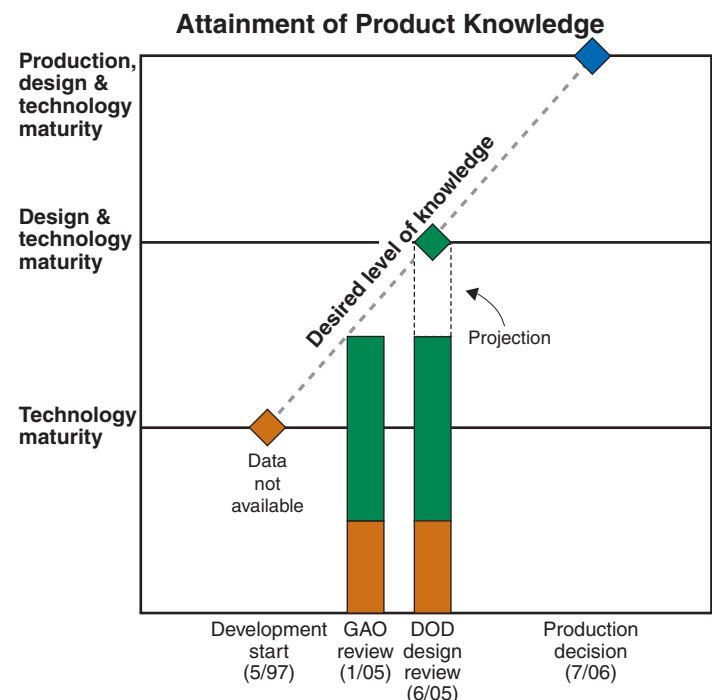 Attainment of Product Knowledge
Production,
design &
technology
maturity
Design &
technology
maturity
Desired level of knowledge
Projection
Technology
maturity
Data
not
available
Development
start
(5/97)
GAO
review
(1/05)
DOD
design
review
(6/05)
Production
decision
(7/06)